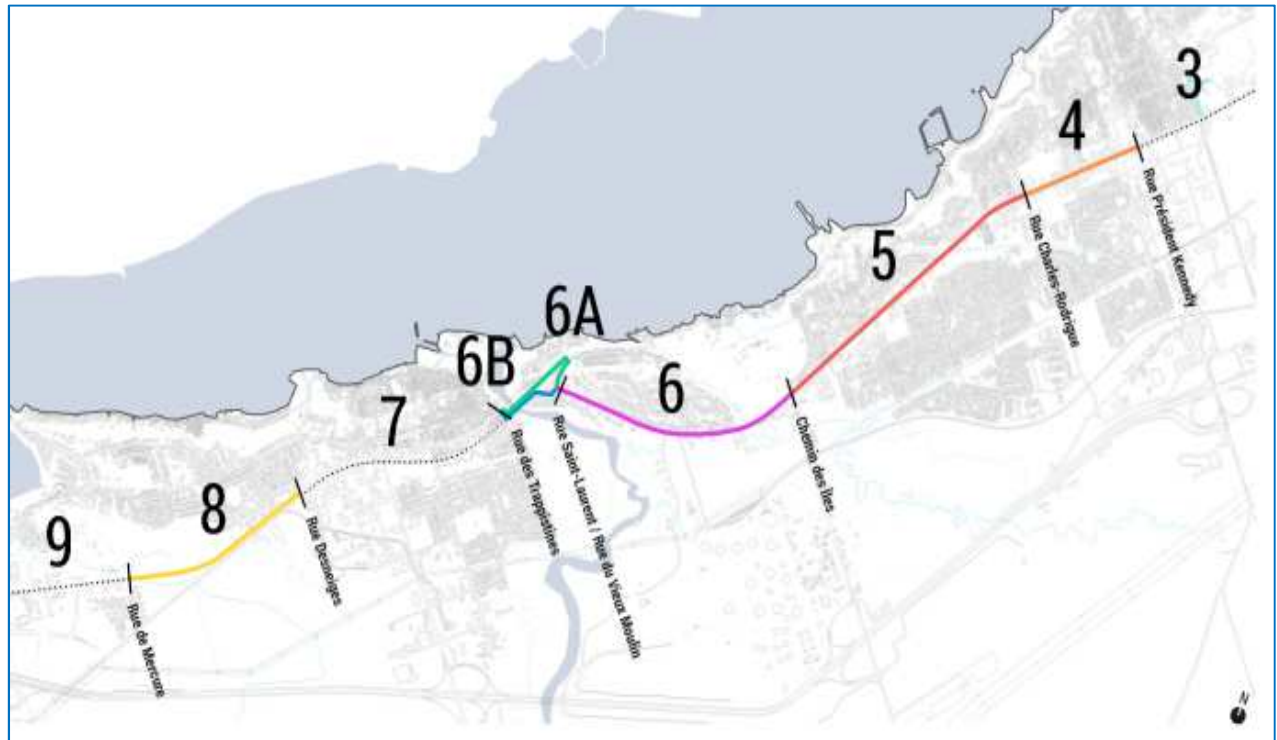 3
4
Rue Président Kennedy
Rue Charles-Rodrigue
5
6A
6B
6
Chemin des Îles
7
Rue Saint-Laurent / Rue du Vieux Moulin
Rue des Trappistines
8
Rue Desneiges
9
Rue de Mercure
N